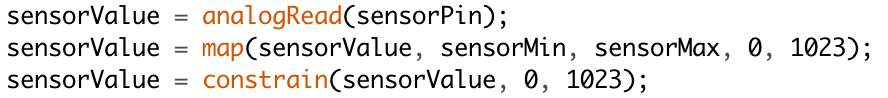 sensorValue = analogRead(sensorPin);
sensorValue = map(sensorValue, sensorMin, sensorMax, 0, 1023);
sensorValue = constrain(sensorValue, 0, 1023);